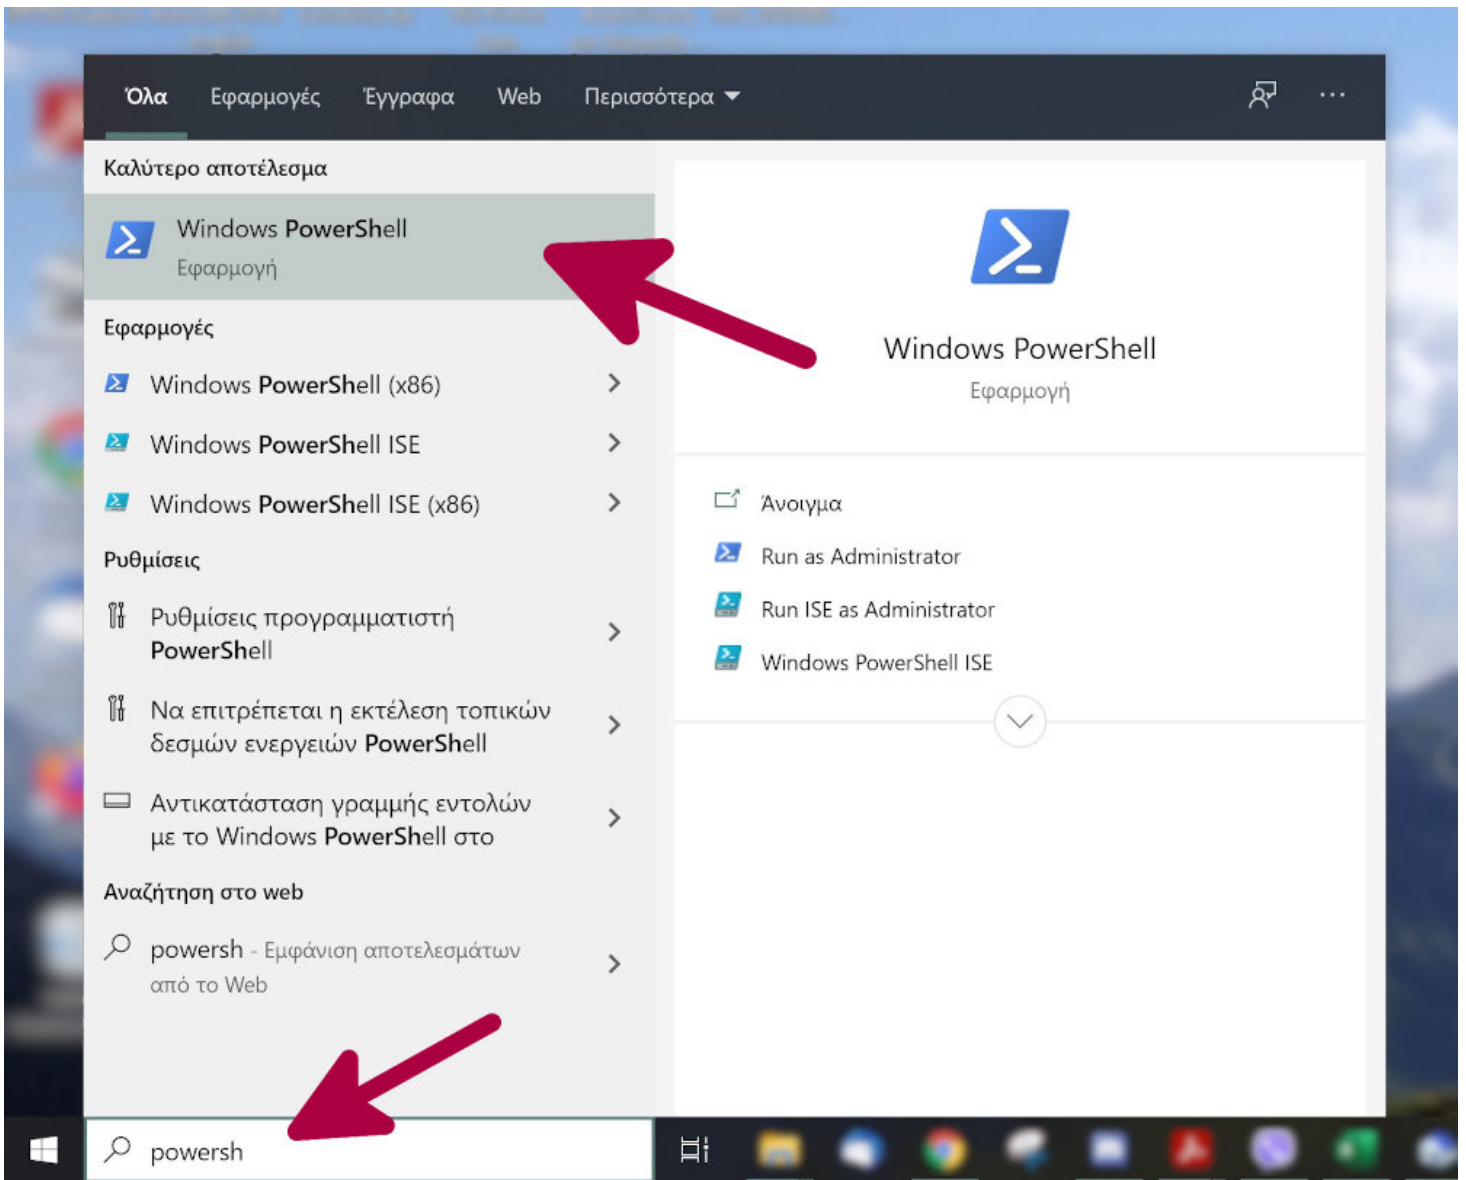 Όλα Εφαρμογές Έγγραφα Web Περισσότερα
Καλύτερο αποτέλεσμα
Windows PowerShell
Εφαρμογή
Εφαρμογές
Windows PowerShell (x86)
Windows PowerShell ISE
Windows PowerShell ISE (x86)
Ρυθμίσεις
Ρυθμίσεις προγραμματιστή
PowerShell
Να επιτρέπεται η εκτέλεση τοπικών
δεσμών ενεργειών PowerShell
Αντικατάσταση γραμμής εντολών
με το Windows PowerShell στο
Αναζήτηση στο web
powersh - Εμφάνιση αποτελεσμάτων
από το Web
Windows PowerShell
Εφαρμογή
Άνοιγμα
Run as Administrator
Run ISE as Administrator
Windows PowerShell ISE
powersh